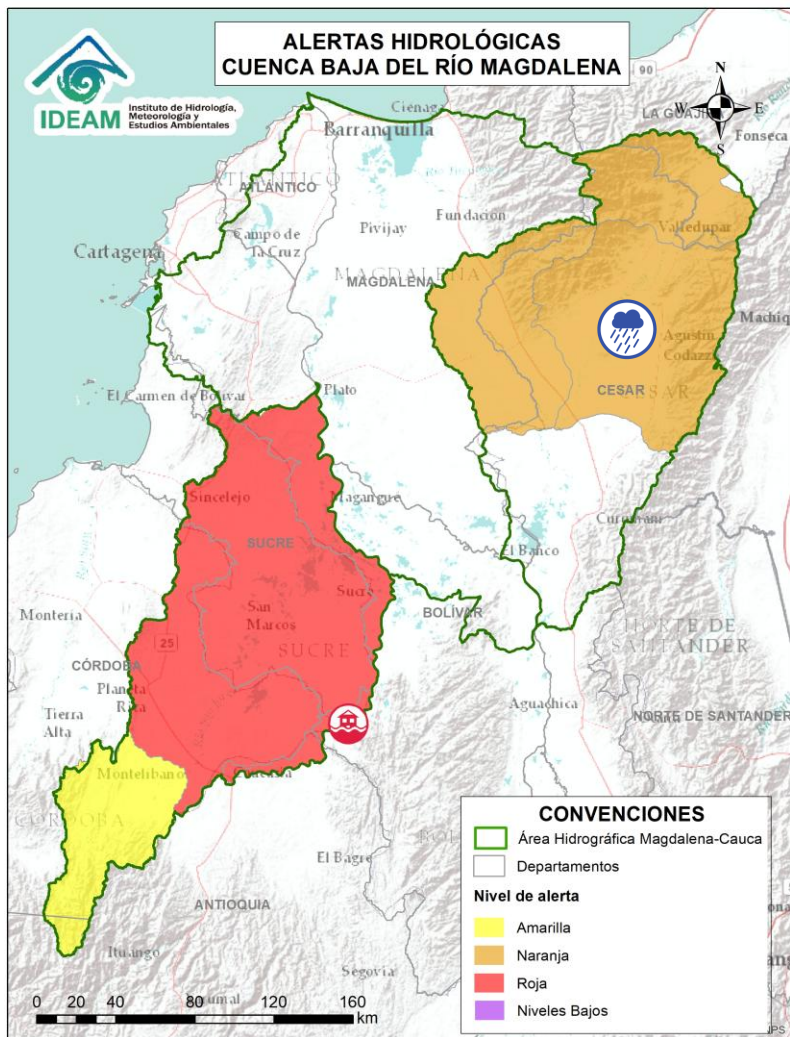 ALERTAS HIDROLÓGICAS
CUENCA BAJA DEL RÍO MAGDALENA
IDEAM
Instituto de Hidrología,
Meteorología y
Estudios Ambientales
N
W
E
S
90
LA GUAJIRA
Fonseca
Ciénaga
Barranquilla
ATLÁNTICO
Fundación
Pivijay
Campo de
la Cruz
Valledupar
Cartagena
MAGDALENA
MAGDALENA
Machiq
Agustín
Codazzi
CESAR
El Carmen de Bolívar
Plato
Sincelejo
Magangué
Curumaní
SUCRE
El Banco
Sucre
BOLÍVAR
San
Marcos
Montería
SUCRE
NORTE DE
SANTANDER
25
CÓRDOBA
Planeta
Rica
Aguachica
Tierra
Alta
NORTE DE SANTANDER
Montelíbano
Caucasia
CÓRDOBA
El Bagre
ANTIOQUIA
Ituango
Segovia
CONVENCIONES
Área Hidrográfica Magdalena-Cauca
Departamentos
Nivel de alerta
Amarilla
Naranja
Roja
Niveles Bajos
0 20 40 80 120 160
km